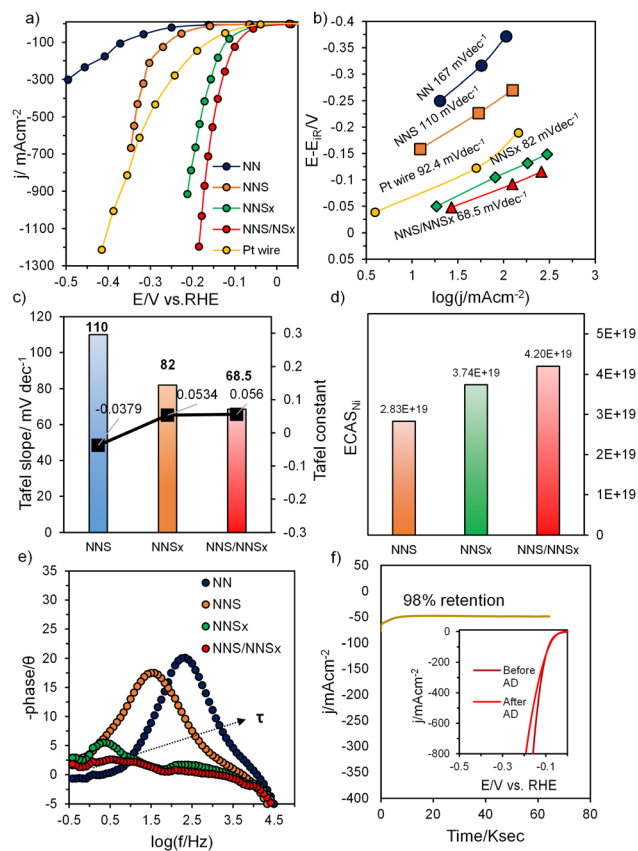 a)
-100
-300
-500
-700
-900
-1100
-1300
j/ mAcm⁻²
-0.5
-0.4
-0.3
-0.2
-0.1
0
E/V vs.RHE
NN
NNS
NNSx
NNS/NSx
Pt wire
b)
-0.4
-0.35
-0.3
-0.25
-0.2
-0.15
-0.1
-0.05
0
0.05
E-E_iR/V
NN 167 mVdec⁻¹
NNS 110 mVdec⁻¹
Pt wire 92.4 mVdec⁻¹
NNSx 82 mVdec⁻¹
NNS/NNSx 68.5 mVdec⁻¹
0.5
1
1.5
2
2.5
3
log(j/mAcm⁻²)
c)
120
100
80
60
40
20
0
Tafel slope/ mV dec⁻¹
110
82
68.5
-0.0379
0.0534
0.056
0.3
0.2
0.1
0
-0.1
-0.2
-0.3
Tafel constant
NNS
NNSx
NNS/NNSx
d)
ECAS_Ni
2.83E+19
3.74E+19
4.20E+19
5E+19
4E+19
3E+19
2E+19
1E+19
0
NNS
NNSx
NNS/NNSx
e)
-35
-30
-25
-20
-15
-10
-5
0
5
-phase/θ
NN
NNS
NNSx
NNS/NNSx
τ
-0.5
0.5
1.5
2.5
3.5
4.5
log(f/Hz)
f)
50
0
-50
-100
-150
-200
-250
-300
-350
-400
j/mAcm⁻²
98% retention
0
-200
-400
-600
-800
j/mAcm⁻²
Before
AD
After
AD
-0.5
-0.3
-0.1
E/V vs. RHE
0
20
40
60
80
Time/Ksec